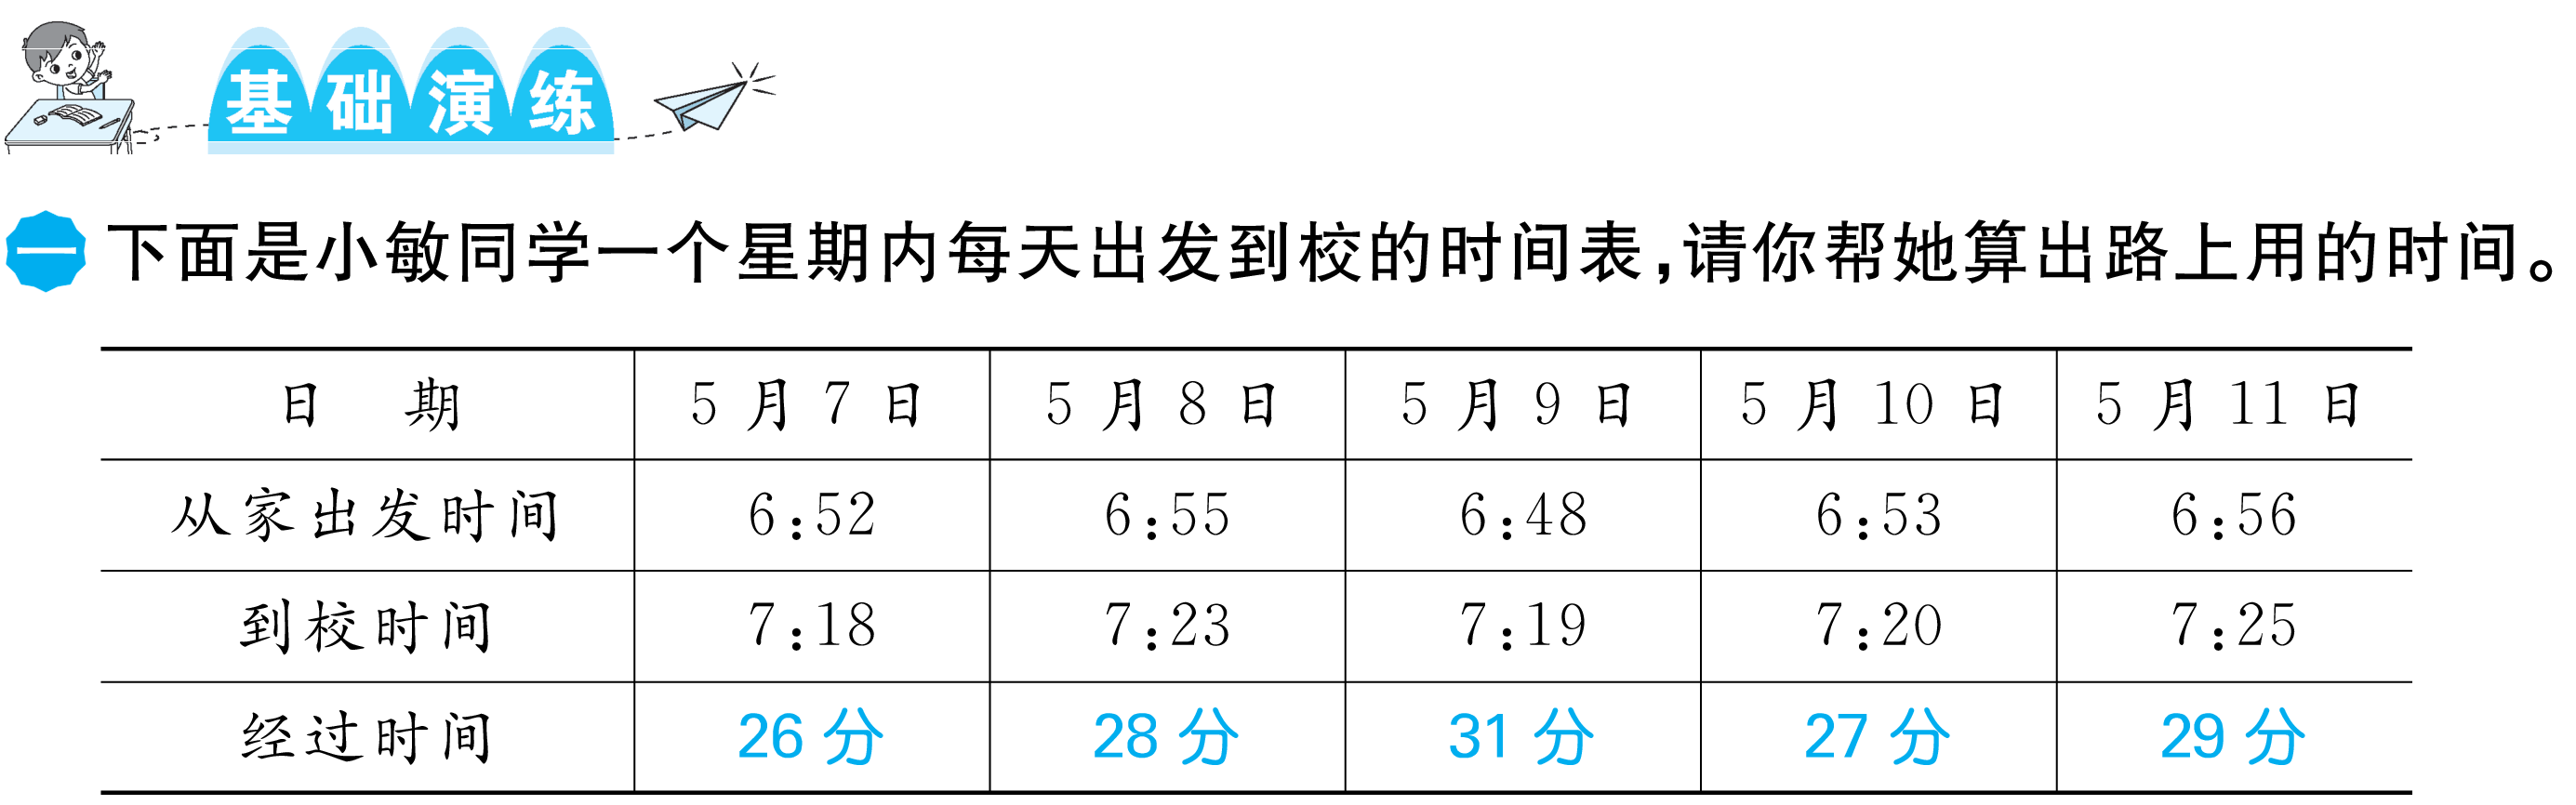 基础演练
一 下面是小敏同学一个星期内每天出发到校的时间表,请你帮她算出路上用的时间。
日 期 5月7日 5月8日 5月9日 5月10日 5月11日
从家出发时间 6:52 6:55 6:48 6:53 6:56
到校时间 7:18 7:23 7:19 7:20 7:25
经过时间 26分 28分 31分 27分 29分